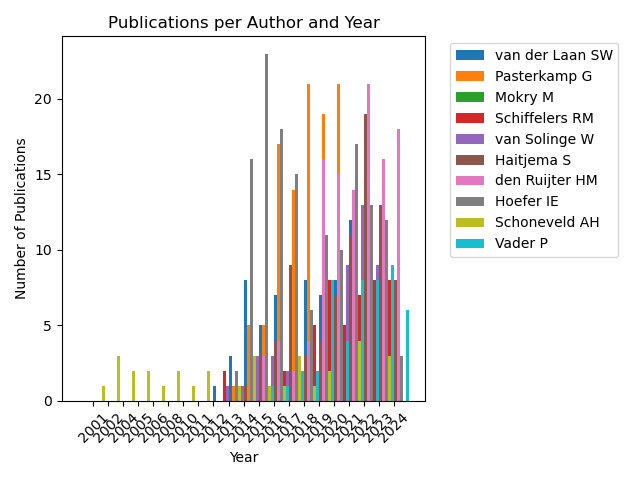 Publications per Author and Year
Number of Publications
20
15
10
5
0
2001
2002
2004
2005
2006
2008
2010
2011
2012
2013
2014
2015
2016
2017
2018
2019
2020
2021
2022
2023
2024
Year
van der Laan SW
Pasterkamp G
Mokry M
Schiffelers RM
van Solinge W
Haitjema S
den Ruijter HM
Hoefer IE
Schoneveld AH
Vader P